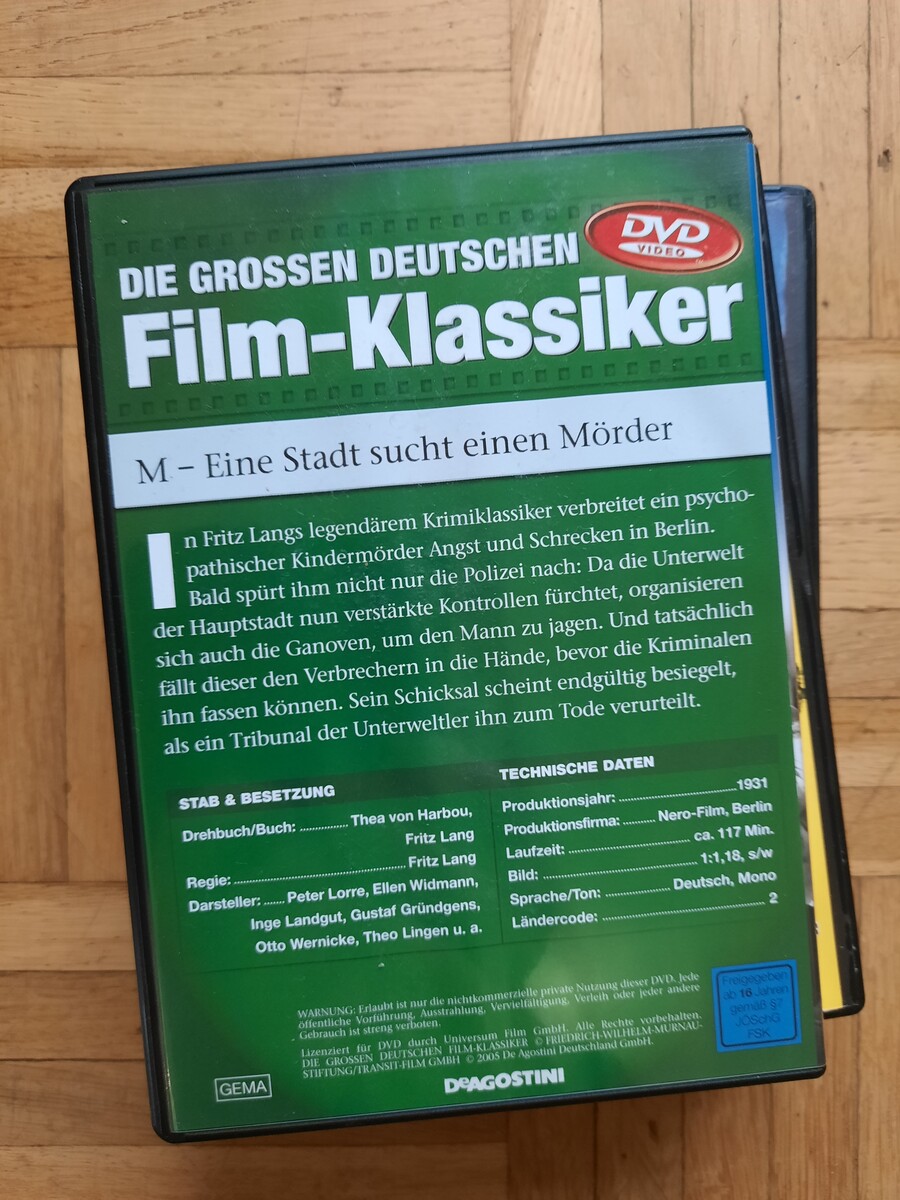 DIE GROSSEN DEUTSCHEN
DVD
VIDEO
Film-Klassiker
M – Eine Stadt sucht einen Mörder
In Fritz Langs legendärem Krimiklassiker verbreitet ein psycho-
pathischer Kindermörder Angst und Schrecken in Berlin.
Bald spürt ihm nicht nur die Polizei nach: Da die Unterwelt
der Hauptstadt nun verstärkte Kontrollen fürchtet, organisieren
sich auch die Ganoven, um den Mann zu jagen. Und tatsächlich
fällt dieser den Verbrechern in die Hände, bevor die Kriminalen
ihn fassen können. Sein Schicksal scheint endgültig besiegelt,
als ein Tribunal der Unterweltler ihn zum Tode verurteilt.
STAB & BESETZUNG
Drehbuch/Buch: ............... Thea von Harbou,
Fritz Lang
Regie: ..................................................... Fritz Lang
Darsteller: ...... Peter Lorre, Ellen Widmann,
Inge Landgut, Gustaf Gründgens,
Otto Wernicke, Theo Lingen u. a.
TECHNISCHE DATEN
Produktionsjahr: ....................................1931
Produktionsfirma: .......... Nero-Film, Berlin
Laufzeit: ..................................... ca. 117 Min.
Bild: ................................................ 1:1,18, s/w
Sprache/Ton: .................... Deutsch, Mono
Ländercode: .................................................. 2
WARNUNG: Erlaubt ist nur die nichtkommerzielle private Nutzung dieser DVD. Jede
öffentliche Vorführung, Ausstrahlung, Vervielfältigung, Verleih oder jeder andere
Gebrauch ist streng verboten.
Lizenziert für DVD durch Universum Film GmbH. Alle Rechte vorbehalten.
DIE GROSSEN DEUTSCHEN FILM-KLASSIKER © FRIEDRICH-WILHELM-MURNAU-
STIFTUNG/TRANSIT-FILM GMBH © 2005 De Agostini Deutschland GmbH.
Freigegeben
ab 16 Jahren
gemäß §7
JÖSchG
FSK
GEMA
DeAGOSTINI